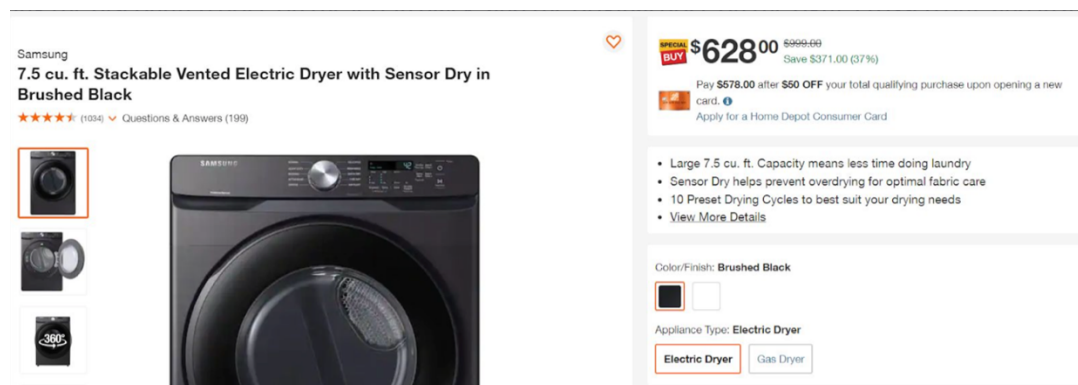 Samsung
7.5 cu. ft. Stackable Vented Electric Dryer with Sensor Dry in
Brushed Black
(1034) Questions & Answers (199)
SAMSUNG
360°
SPECIAL BUY $628 00 $999.00
Save $371.00 (37%)
Pay $578.00 after $50 OFF your total qualifying purchase upon opening a new
card.
Apply for a Home Depot Consumer Card
• Large 7.5 cu. ft. Capacity means less time doing laundry
• Sensor Dry helps prevent overdrying for optimal fabric care
• 10 Preset Drying Cycles to best suit your drying needs
• View More Details
Color/Finish: Brushed Black
Appliance Type: Electric Dryer
Electric Dryer Gas Dryer